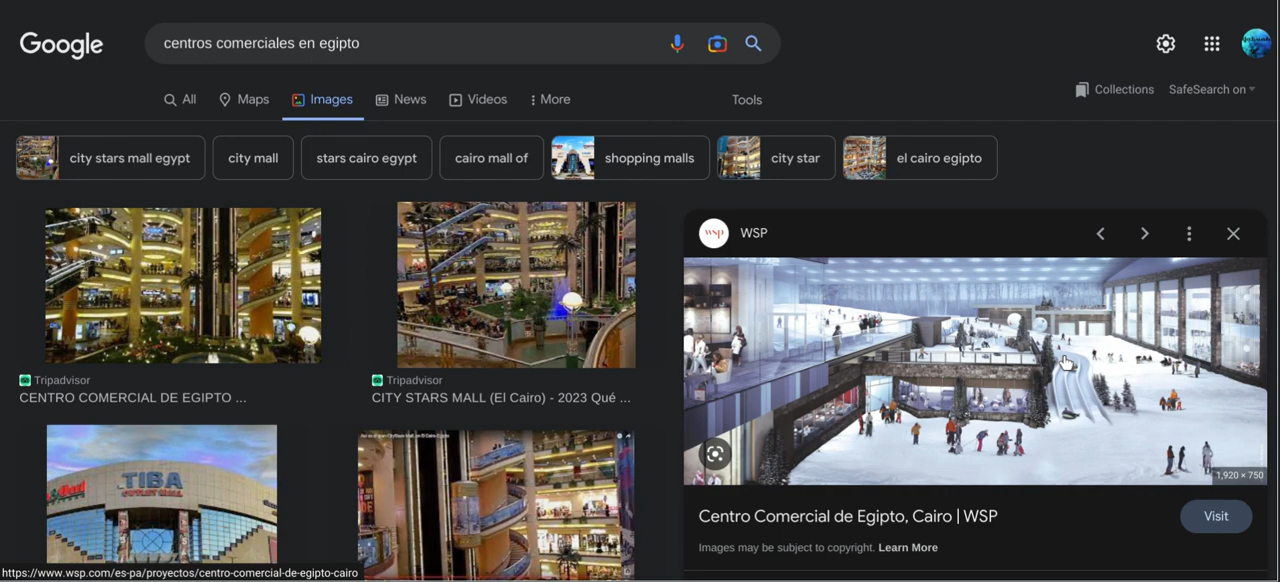 Google
centros comerciales en egipto
All
Maps
Images
News
Videos
More
Tools
Collections
SafeSearch on
city stars mall egypt
city mall
stars cairo egypt
cairo mall of
shopping malls
city star
el cairo egipto
wsp
WSP
Tripadvisor
CENTRO COMERCIAL DE EGIPTO ...
Tripadvisor
CITY STARS MALL (El Cairo) - 2023 Qué ...
TIBA
OUTLET MALL
1,920 × 750
Centro Comercial de Egipto, Cairo | WSP
Visit
Images may be subject to copyright. Learn More
https://www.wsp.com/es-pa/proyectos/centro-comercial-de-egipto-cairo